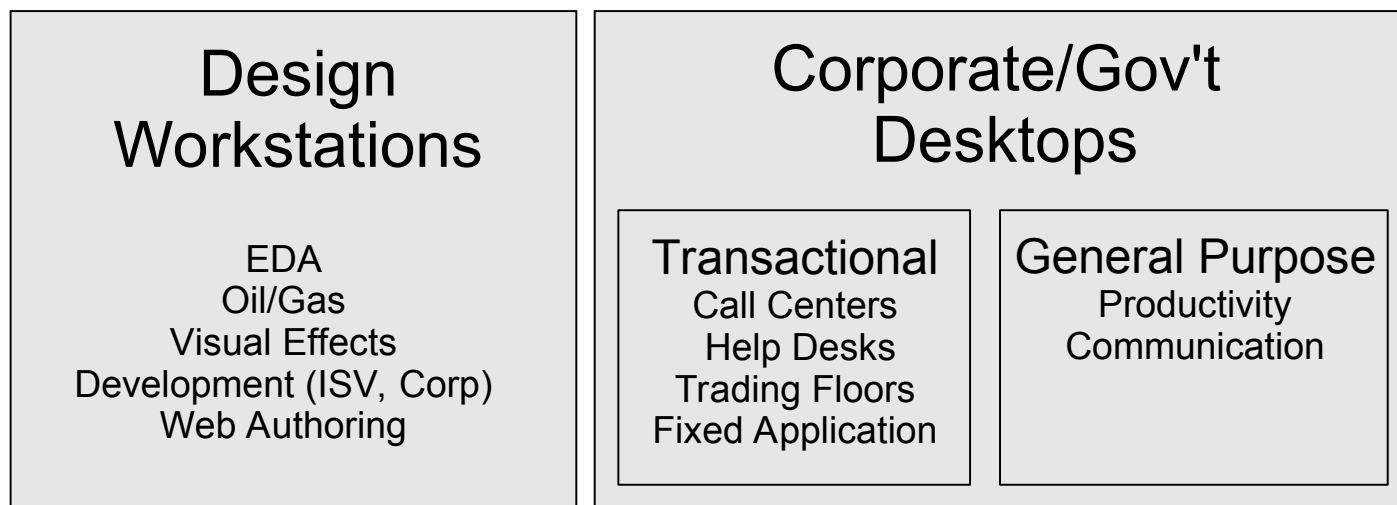 Design
Workstations
EDA
Oil/Gas
Visual Effects
Development (ISV, Corp)
Web Authoring
Corporate/Gov't
Desktops
Transactional
Call Centers
Help Desks
Trading Floors
Fixed Application
General Purpose
Productivity
Communication